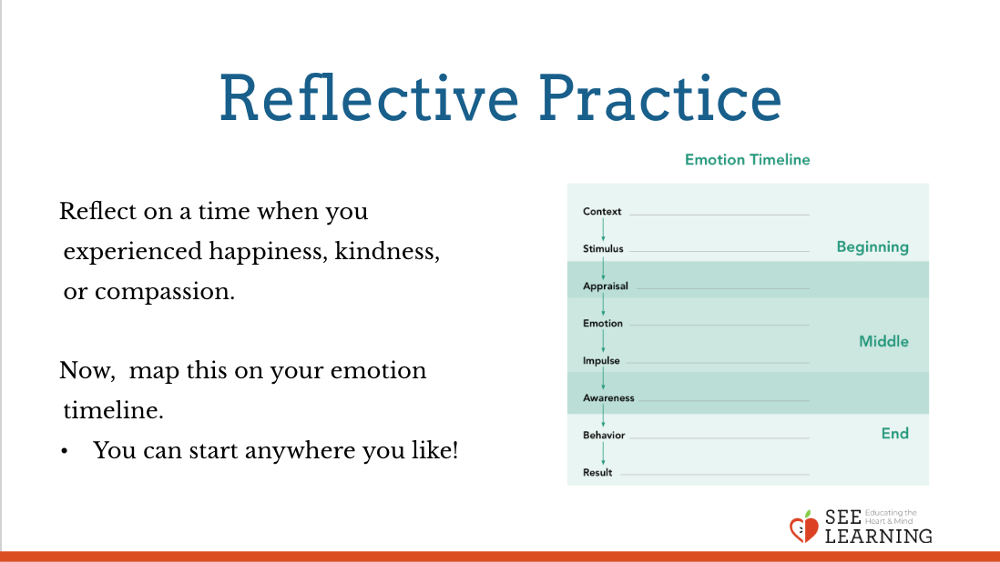 Reflective Practice
Reflect on a time when you
experienced happiness, kindness,
or compassion.
Now,  map this on your emotion
timeline.
• You can start anywhere you like!
Emotion Timeline
Context
Stimulus
Beginning
Appraisal
Emotion
Middle
Impulse
Awareness
Behavior
End
Result
SEE Educating the
Heart & Mind
LEARNING